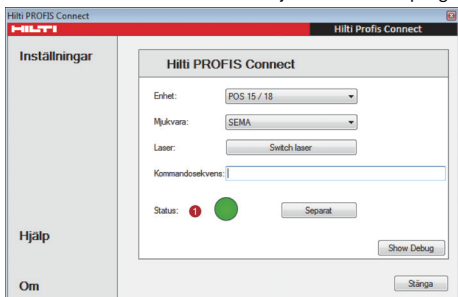 Hilti PROFIS Connect
HILTI
Hilti Profis Connect
Inställningar
Hilti PROFIS Connect
Enhet: POS 15 / 18
Mjukvara: SEMA
Laser: Switch laser
Kommandosekvens:
Status: 1 Separat
Hjälp
Show Debug
Om
Stänga